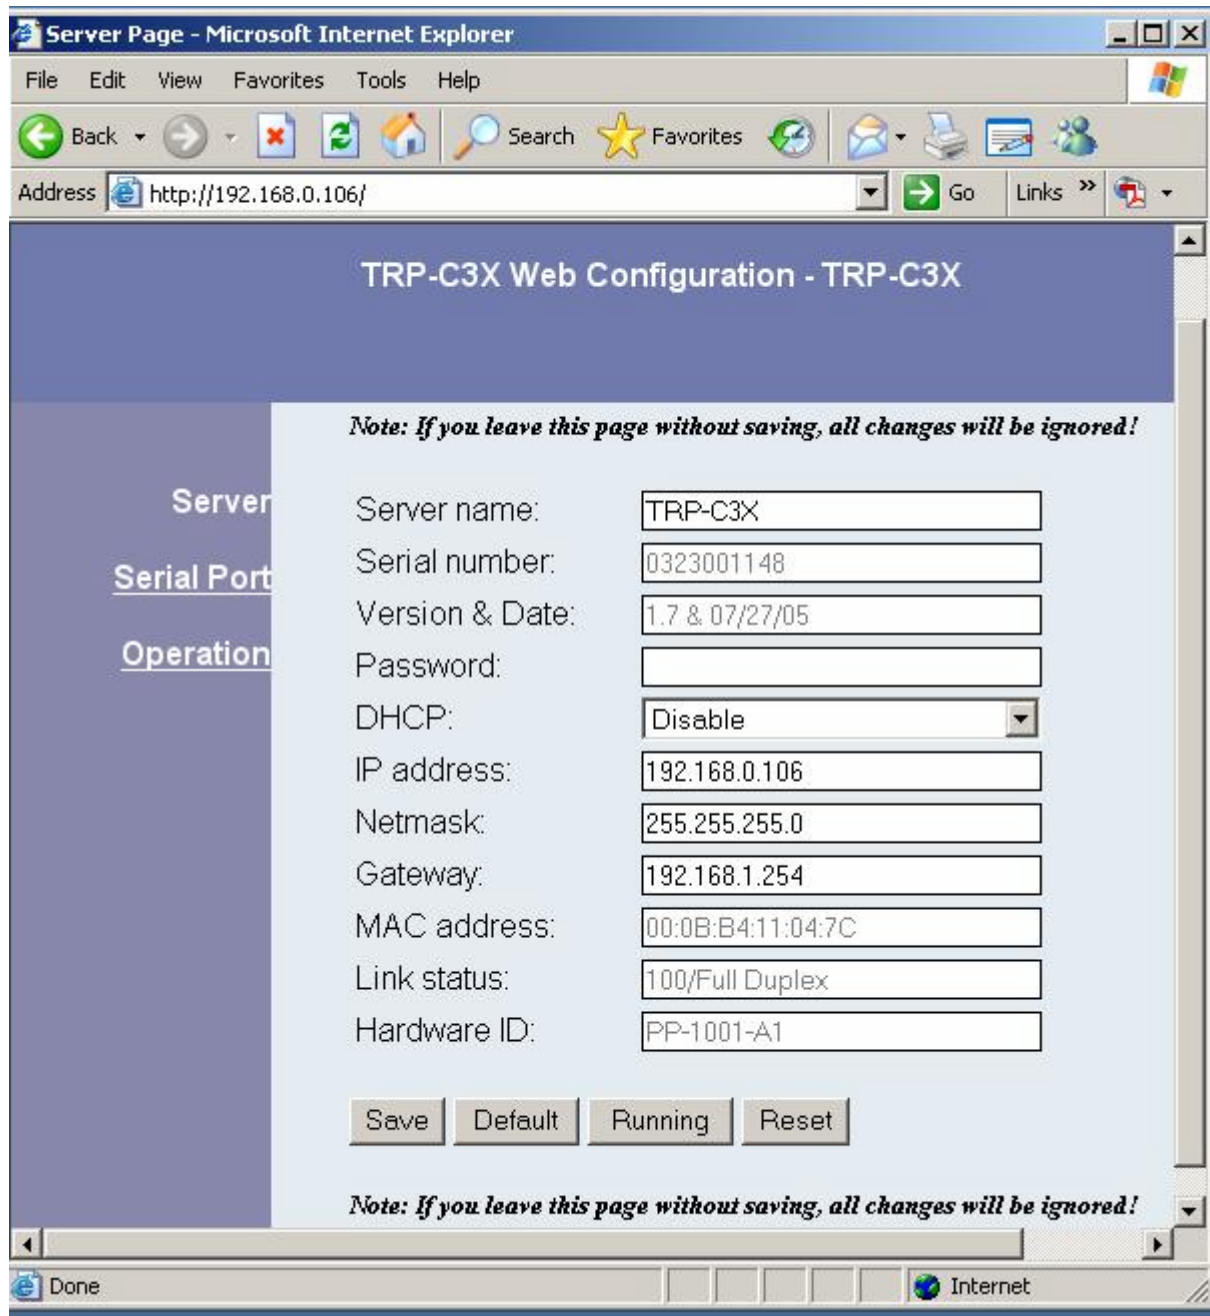 Server Page - Microsoft Internet Explorer
File Edit View Favorites Tools Help
Back Search Favorites
Address http://192.168.0.106/ Go Links »
TRP-C3X Web Configuration - TRP-C3X
Note: If you leave this page without saving, all changes will be ignored!
Server
Serial Port
Operation
Server name: TRP-C3X
Serial number: 0323001148
Version & Date: 1.7 & 07/27/05
Password:
DHCP: Disable
IP address: 192.168.0.106
Netmask: 255.255.255.0
Gateway: 192.168.1.254
MAC address: 00:0B:B4:11:04:7C
Link status: 100/Full Duplex
Hardware ID: PP-1001-A1
Save Default Running Reset
Note: If you leave this page without saving, all changes will be ignored!
Done Internet